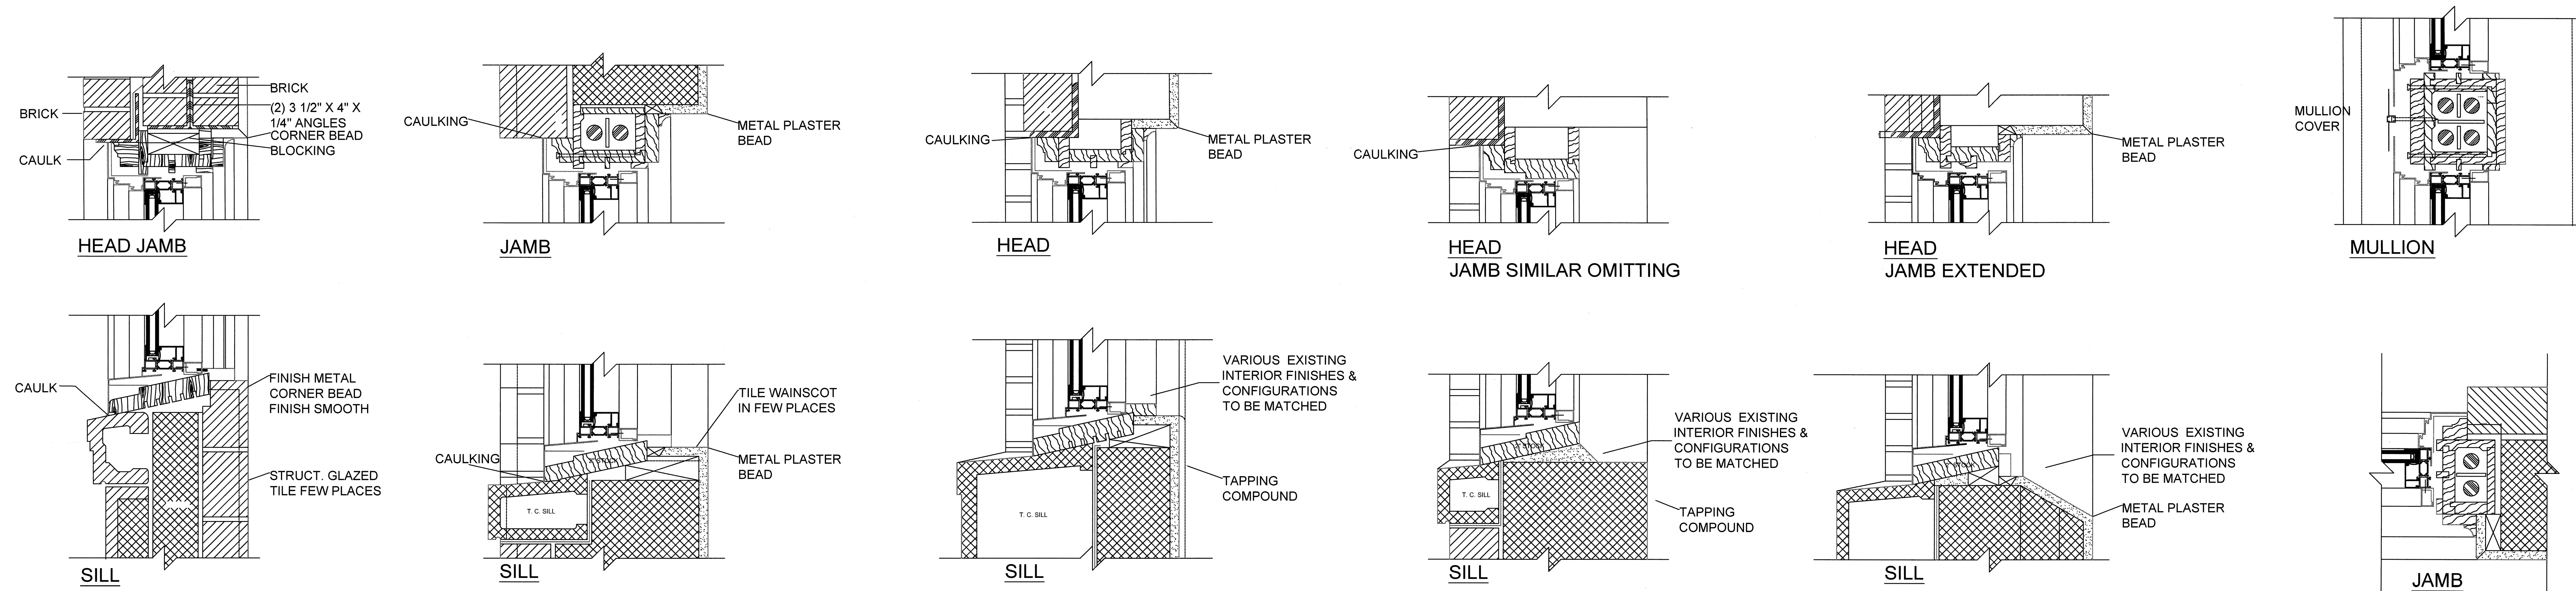 BRICK
CAULK
BRICK
(2) 3 1/2" X 4" X
1/4" ANGLES
CORNER BEAD
BLOCKING
HEAD JAMB
CAULKING
METAL PLASTER
BEAD
JAMB
CAULKING
METAL PLASTER
BEAD
HEAD
CAULKING
HEAD
JAMB SIMILAR OMITTING
METAL PLASTER
BEAD
HEAD
JAMB EXTENDED
MULLION
COVER
MULLION
CAULK
FINISH METAL
CORNER BEAD
FINISH SMOOTH
STRUCT. GLAZED
TILE FEW PLACES
SILL
CAULKING
TILE WAINSCOT
IN FEW PLACES
METAL PLASTER
BEAD
T. C. SILL
SILL
VARIOUS EXISTING
INTERIOR FINISHES &
CONFIGURATIONS
TO BE MATCHED
TAPPING
COMPOUND
T. C. SILL
SILL
VARIOUS EXISTING
INTERIOR FINISHES &
CONFIGURATIONS
TO BE MATCHED
TAPPING
COMPOUND
T. C. SILL
SILL
VARIOUS EXISTING
INTERIOR FINISHES &
CONFIGURATIONS
TO BE MATCHED
METAL PLASTER
BEAD
SILL
JAMB